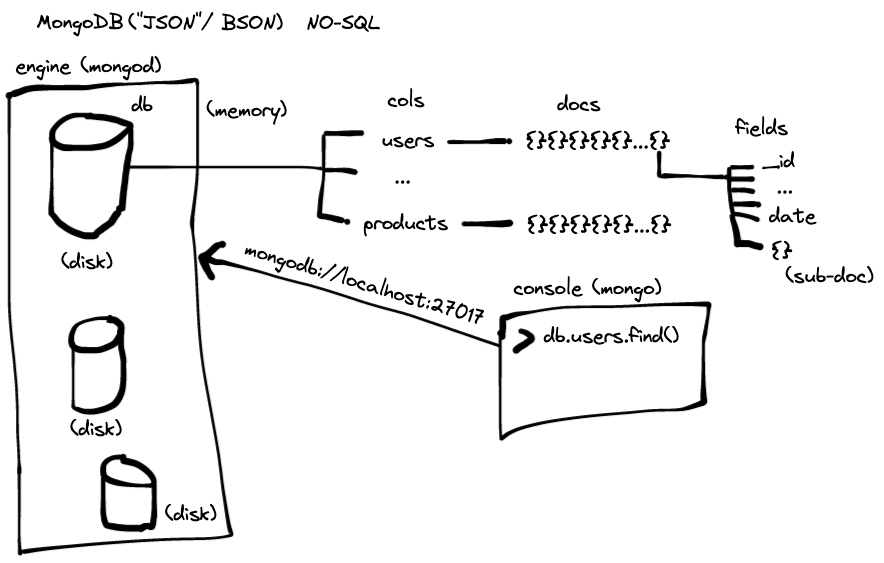 MongoDB ("JSON"/ BSON) NO-SQL
engine (mongod)
db
(memory)
cols
docs
users
{}{}{}{}{}...{}
...
products
{}{}{}{}{}...{}
fields
_id
...
date
{}
(sub-doc)
(disk)
mongodb://localhost:27017
console (mongo)
> db.users.find()
(disk)
(disk)